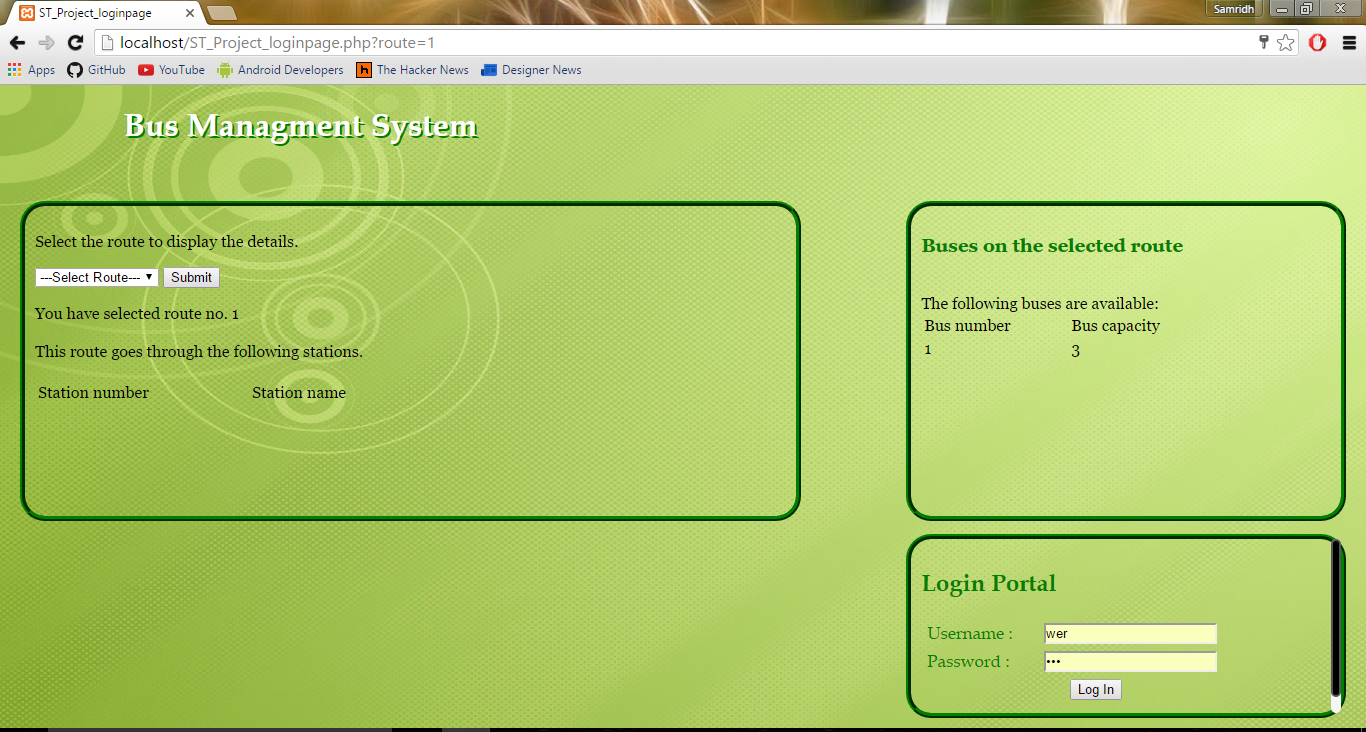 ST_Project_loginpage
Samridh
localhost/ST_Project_loginpage.php?route=1
Apps GitHub YouTube Android Developers The Hacker News Designer News
Bus Managment System
Select the route to display the details.
---Select Route--- Submit
You have selected route no. 1
This route goes through the following stations.
Station number Station name
Buses on the selected route
The following buses are available:
Bus number Bus capacity
1 3
Login Portal
Username : wer
Password : •••
Log In